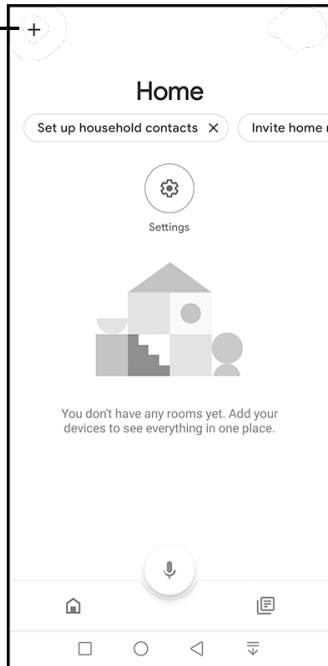 Home
Set up household contacts
Invite home
Settings
You don't have any rooms yet. Add your
devices to see everything in one place.